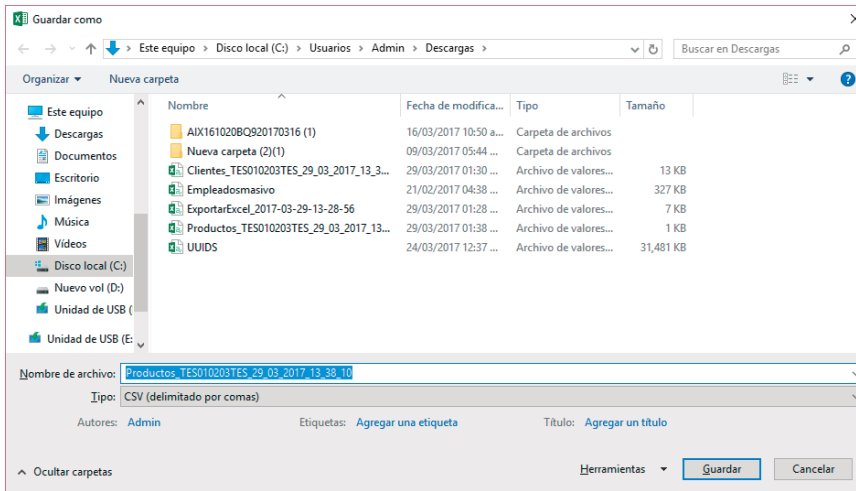 Guardar como
Este equipo > Disco local (C:) > Usuarios > Admin > Descargas >
Buscar en Descargas
Organizar
Nueva carpeta
Este equipo
Descargas
Documentos
Escritorio
Imágenes
Música
Vídeos
Disco local (C:)
Nuevo vol (D:)
Unidad de USB (
Unidad de USB (E:
Nombre Fecha de modifica... Tipo Tamaño
AIX161020BQ920170316 (1) 16/03/2017 10:50 a... Carpeta de archivos
Nueva carpeta (2)(1) 09/03/2017 05:44 ... Carpeta de archivos
Clientes_TES010203TES_29_03_2017_13_3... 29/03/2017 01:30 ... Archivo de valores... 13 KB
Empleadosmasivo 21/02/2017 04:38 ... Archivo de valores... 327 KB
ExportarExcel_2017-03-29-13-28-56 29/03/2017 01:28 ... Archivo de valores... 7 KB
Productos_TES010203TES_29_03_2017_13... 29/03/2017 01:38 ... Archivo de valores... 1 KB
UUIDS 24/03/2017 12:37 ... Archivo de valores... 31,481 KB
Nombre de archivo: Productos_TES010203TES_29_03_2017_13_38_10
Tipo: CSV (delimitado por comas)
Autores: Admin Etiquetas: Agregar una etiqueta Título: Agregar un título
Ocultar carpetas Herramientas Guardar Cancelar